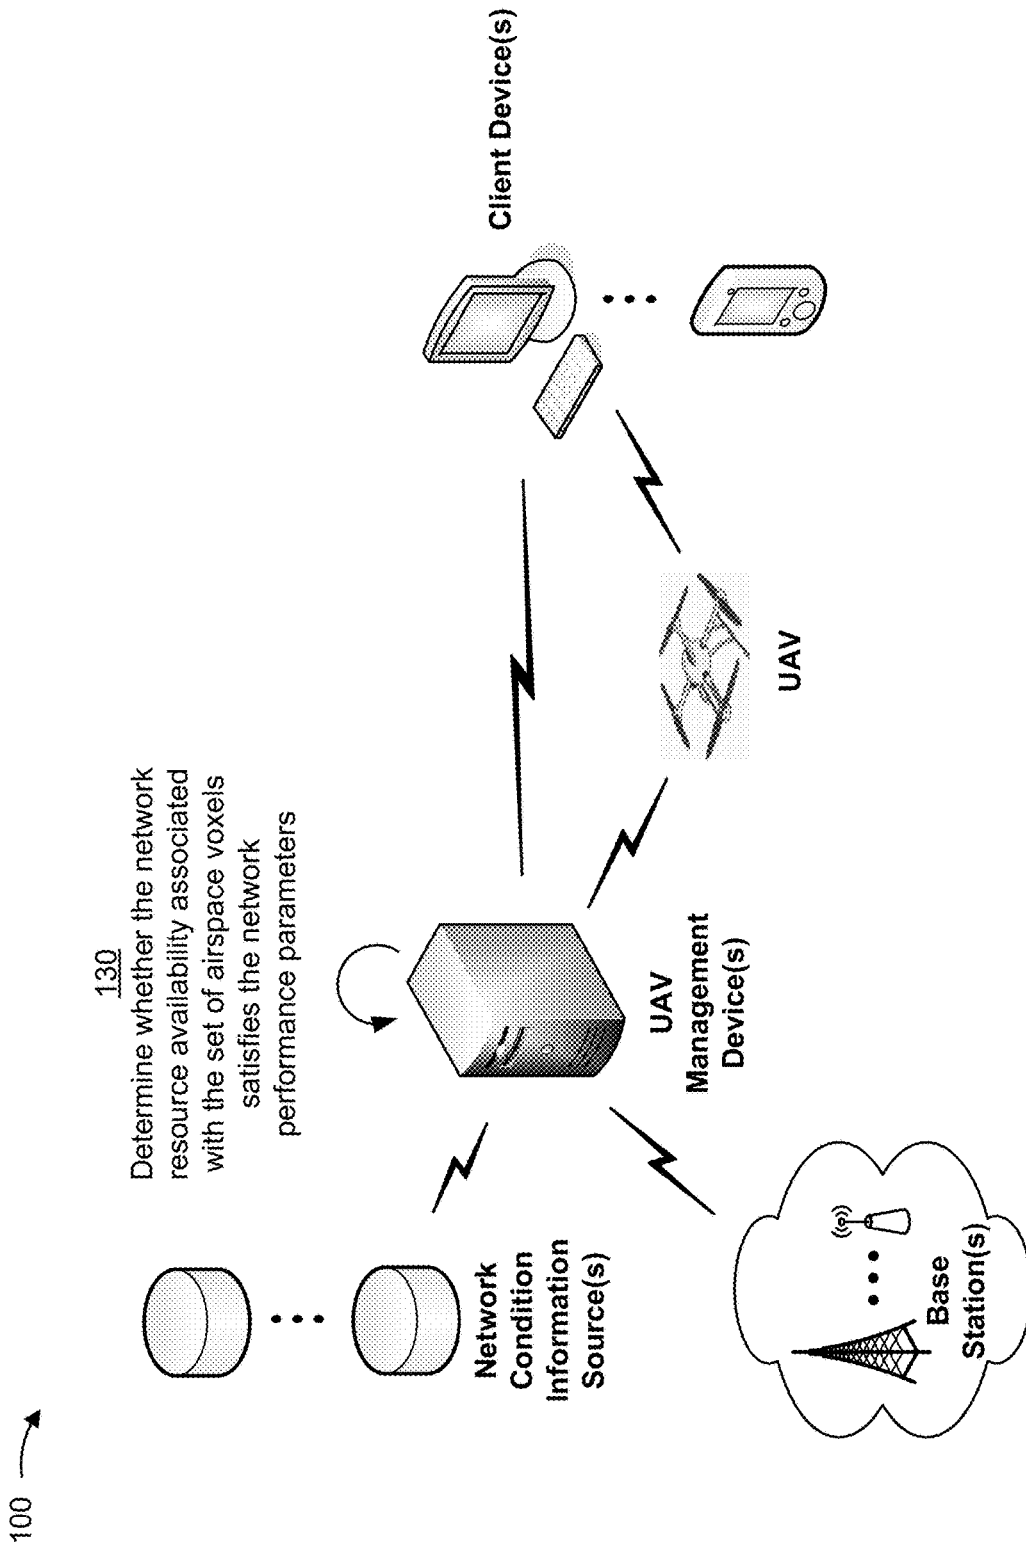 100
130
Determine whether the network
resource availability associated
with the set of airspace voxels
satisfies the network
performance parameters
Network
Condition
Information
Source(s)
UAV
Management
Device(s)
Client Device(s)
Base
Station(s)
UAV